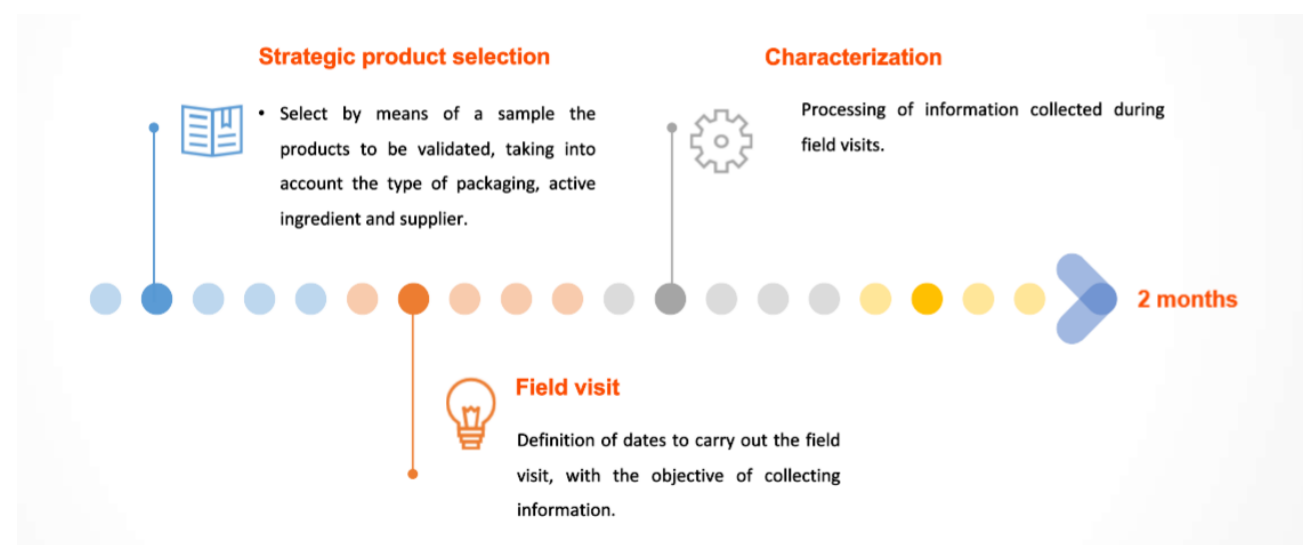 Strategic product selection
• Select by means of a sample the
products to be validated, taking into
account the type of packaging, active
ingredient and supplier.
Characterization
Processing of information collected during
field visits.
2 months
Field visit
Definition of dates to carry out the field
visit, with the objective of collecting
information.